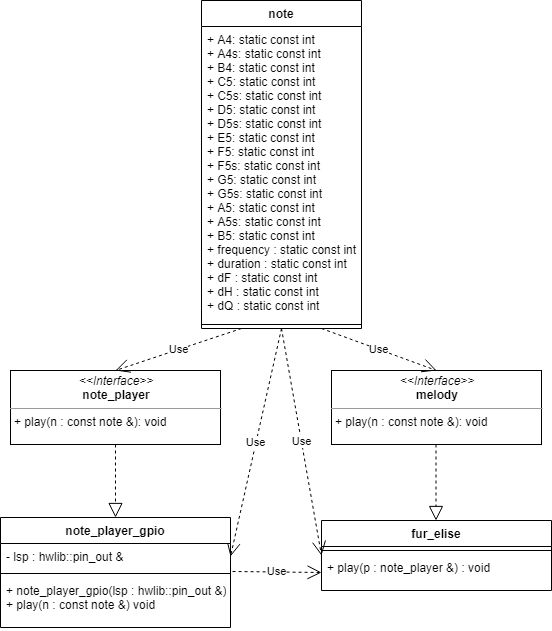 note
+ A4: static const int
+ A4s: static const int
+ B4: static const int
+ C5: static const int
+ C5s: static const int
+ D5: static const int
+ D5s: static const int
+ E5: static const int
+ F5: static const int
+ F5s: static const int
+ G5: static const int
+ G5s: static const int
+ A5: static const int
+ A5s: static const int
+ B5: static const int
+ frequency : static const int
+ duration : static const int
+ dF : static const int
+ dH : static const int
+ dQ : static const int
Use
Use
<<Interface>>
note_player
+ play(n : const note &): void
<<Interface>>
melody
+ play(n : const note &): void
Use
Use
note_player_gpio
- lsp : hwlib::pin_out &
+ note_player_gpio(lsp : hwlib::pin_out &)
+ play(n : const note &) void
Use
fur_elise
+ play(p : note_player &) : void